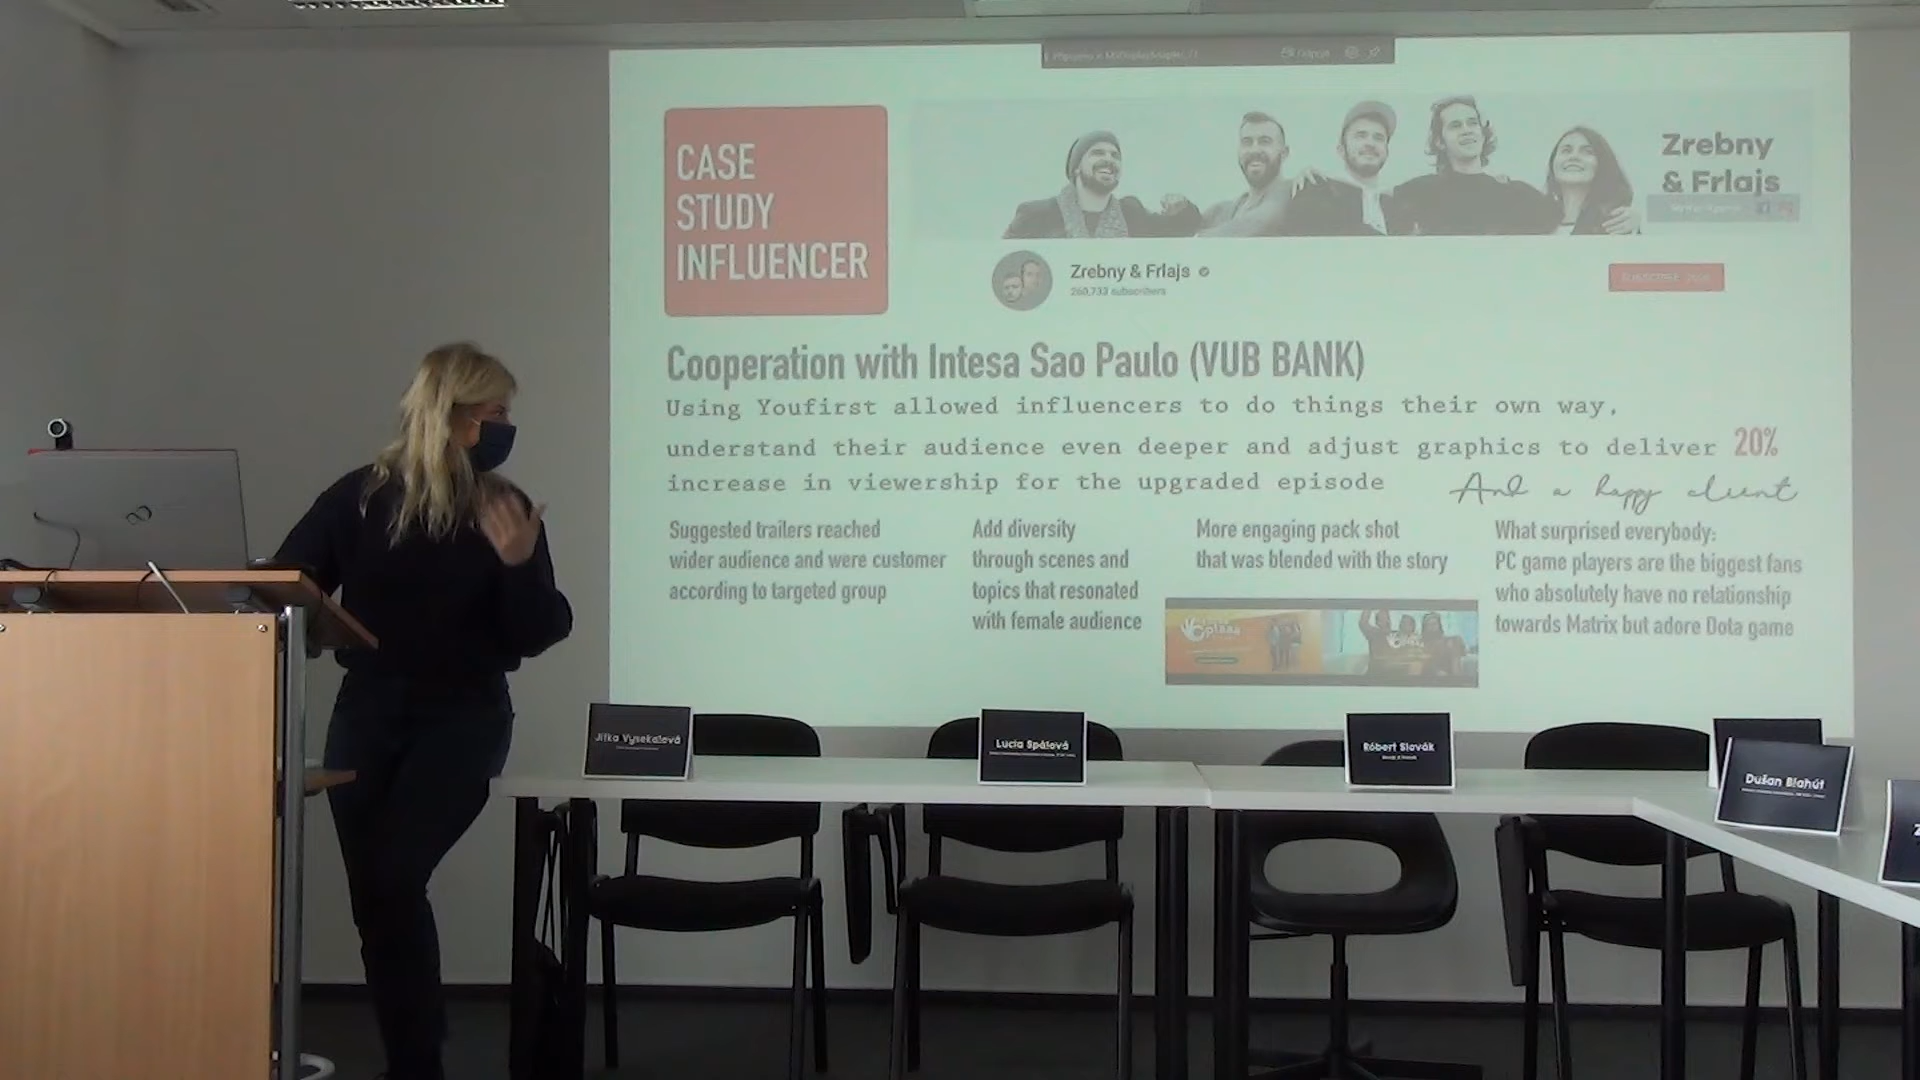 CASE
STUDY
INFLUENCER
Zrebny
& Frlajs
Zrebny & Frlajs
260,733 subscribers
Cooperation with Intesa Sao Paulo (VUB BANK)
Using Youfirst allowed influencers to do things their own way,
understand their audience even deeper and adjust graphics to deliver 20%
increase in viewership for the upgraded episode
And a happy client
Suggested trailers reached
wider audience and were customer
according to targeted group
Add diversity
through scenes and
topics that resonated
with female audience
More engaging pack shot
that was blended with the story
What surprised everybody:
PC game players are the biggest fans
who absolutely have no relationship
towards Matrix but adore Dota game
Jitka Vysekalová
Lucia Spálová
Róbert Slovák
Dušan Blahút